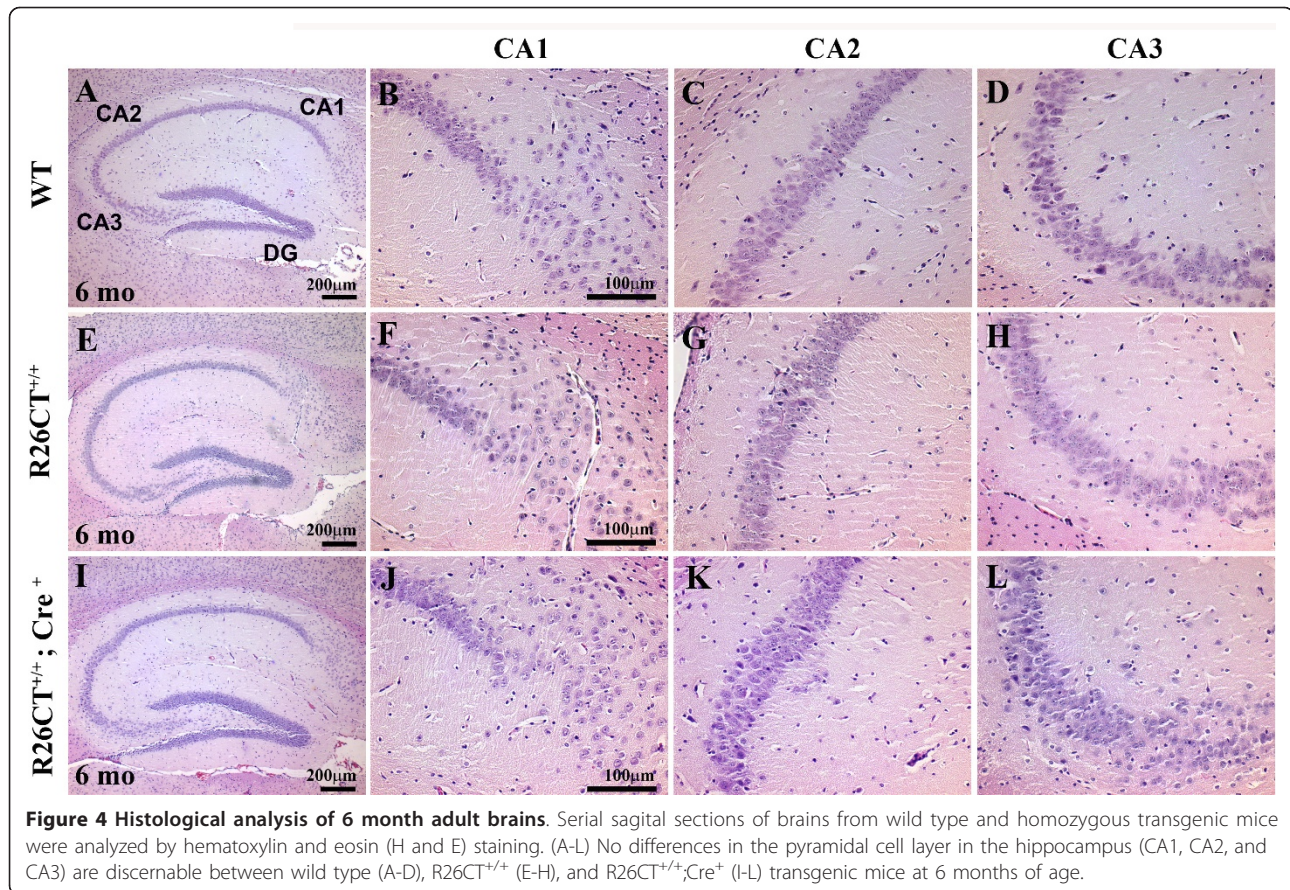 CA1 CA2 CA3
WT
A
CA2
CA1
CA3
DG
6 mo
200μm
B
100μm
C
D
R26CT+/+
E
6 mo
200μm
F
100μm
G
H
R26CT+/+ ; Cre +
I
6 mo
200μm
J
100μm
K
L
Figure 4 Histological analysis of 6 month adult brains. Serial sagital sections of brains from wild type and homozygous transgenic mice
were analyzed by hematoxylin and eosin (H and E) staining. (A-L) No differences in the pyramidal cell layer in the hippocampus (CA1, CA2, and
CA3) are discernable between wild type (A-D), R26CT+/+ (E-H), and R26CT+/+;Cre+ (I-L) transgenic mice at 6 months of age.